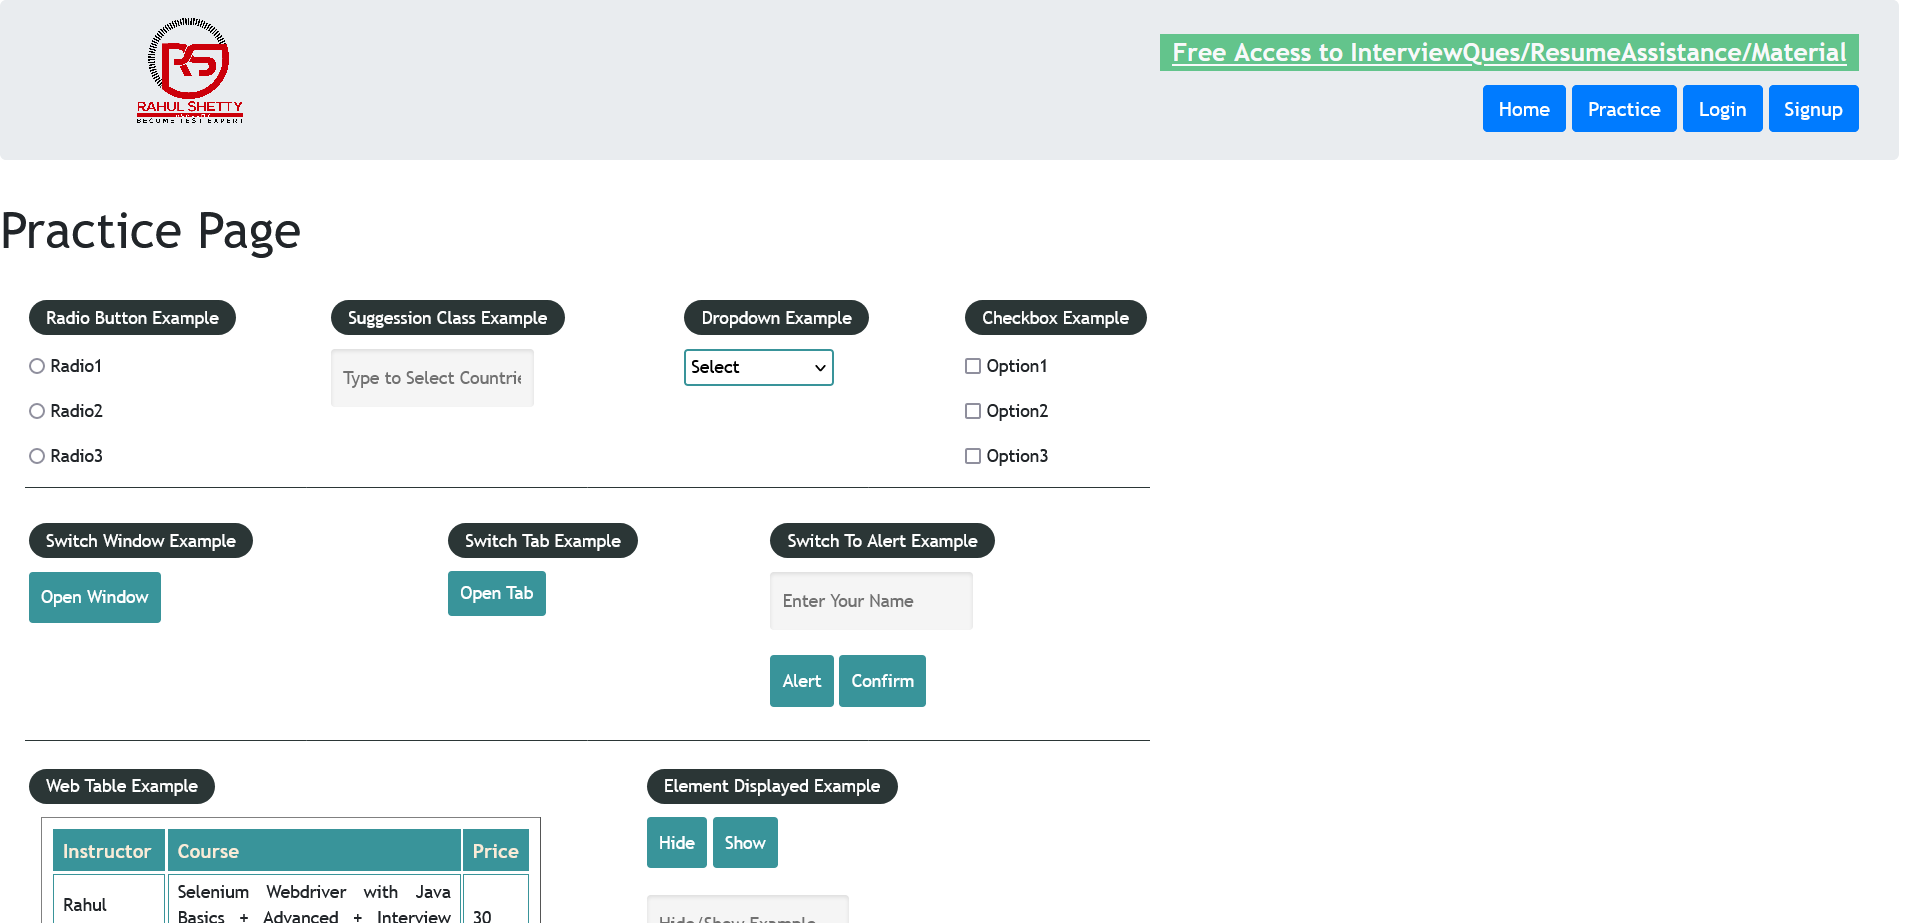 RAHUL SHETTY
BECOME TEST EXPERT
Free Access to InterviewQues/ResumeAssistance/Material
Home Practice Login Signup
Practice Page
Radio Button Example
Radio1
Radio2
Radio3
Suggession Class Example
Type to Select Countrie
Dropdown Example
Select
Checkbox Example
Option1
Option2
Option3
Switch Window Example
Open Window
Switch Tab Example
Open Tab
Switch To Alert Example
Enter Your Name
Alert Confirm
Web Table Example
Instructor Course Price
Rahul Selenium Webdriver with Java
Basics + Advanced + Interview 30
Element Displayed Example
Hide Show
Hide/Show Example